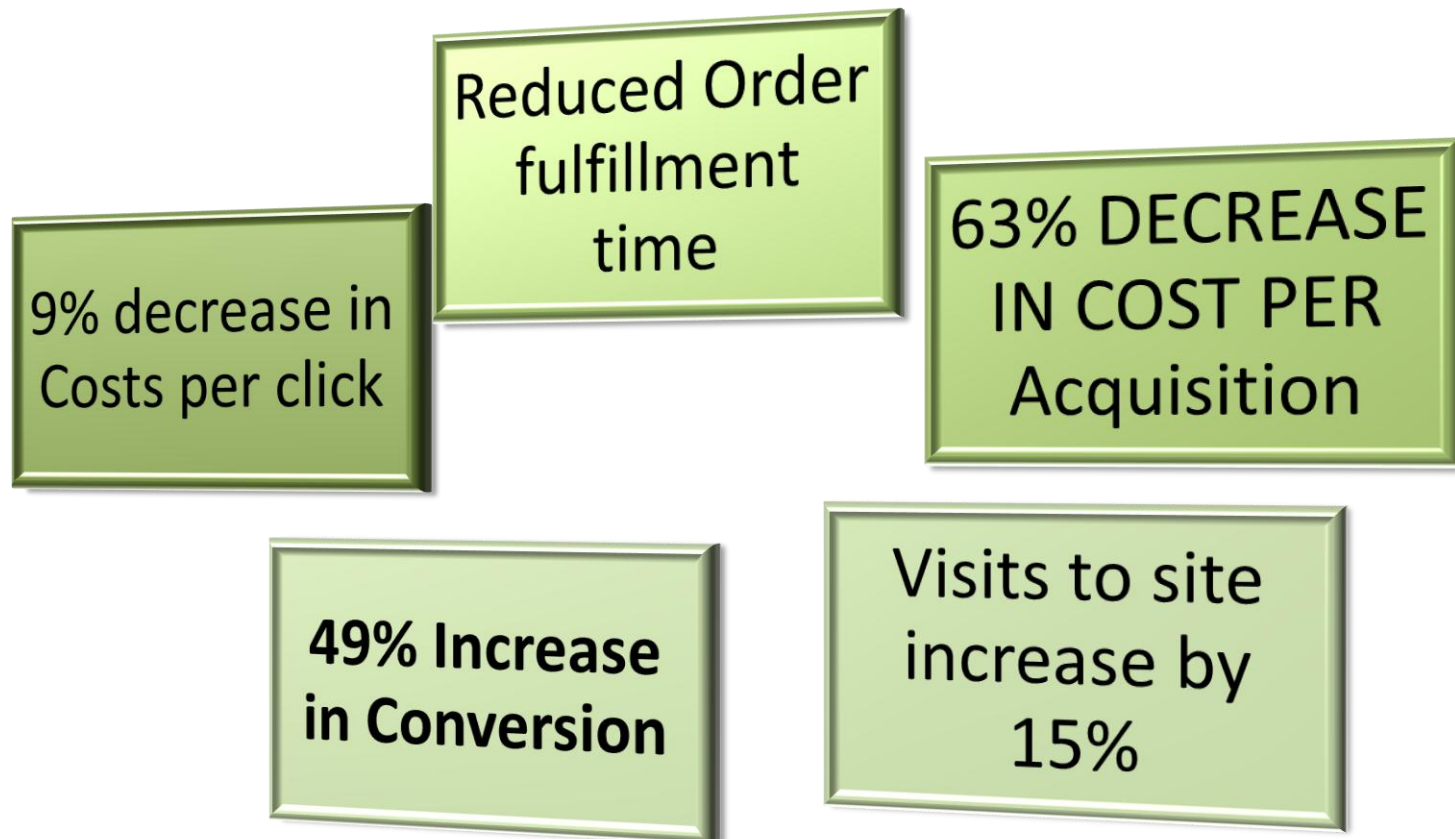 Reduced Order
fulfillment
time
9% decrease in
Costs per click
63% DECREASE
IN COST PER
Acquisition
49% Increase
in Conversion
Visits to site
increase by
15%